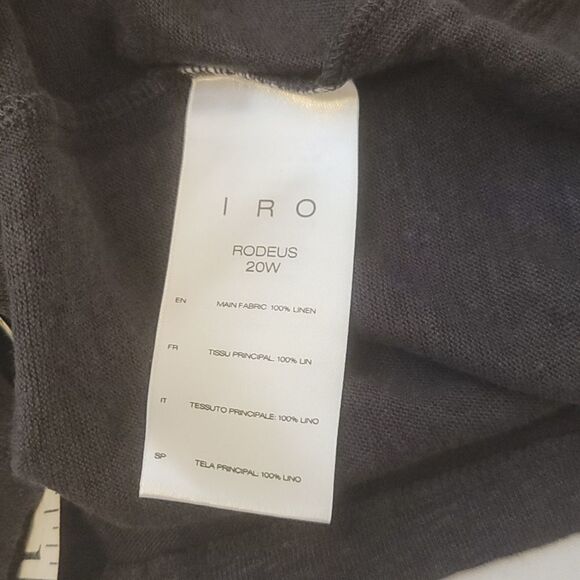 IRO
RODEUS
20W
EN MAIN FABRIC: 100% LINEN
FR TISSU PRINCIPAL: 100% LIN
IT TESSUTO PRINCIPALE: 100% LINO
SP TELA PRINCIPAL: 100% LINO